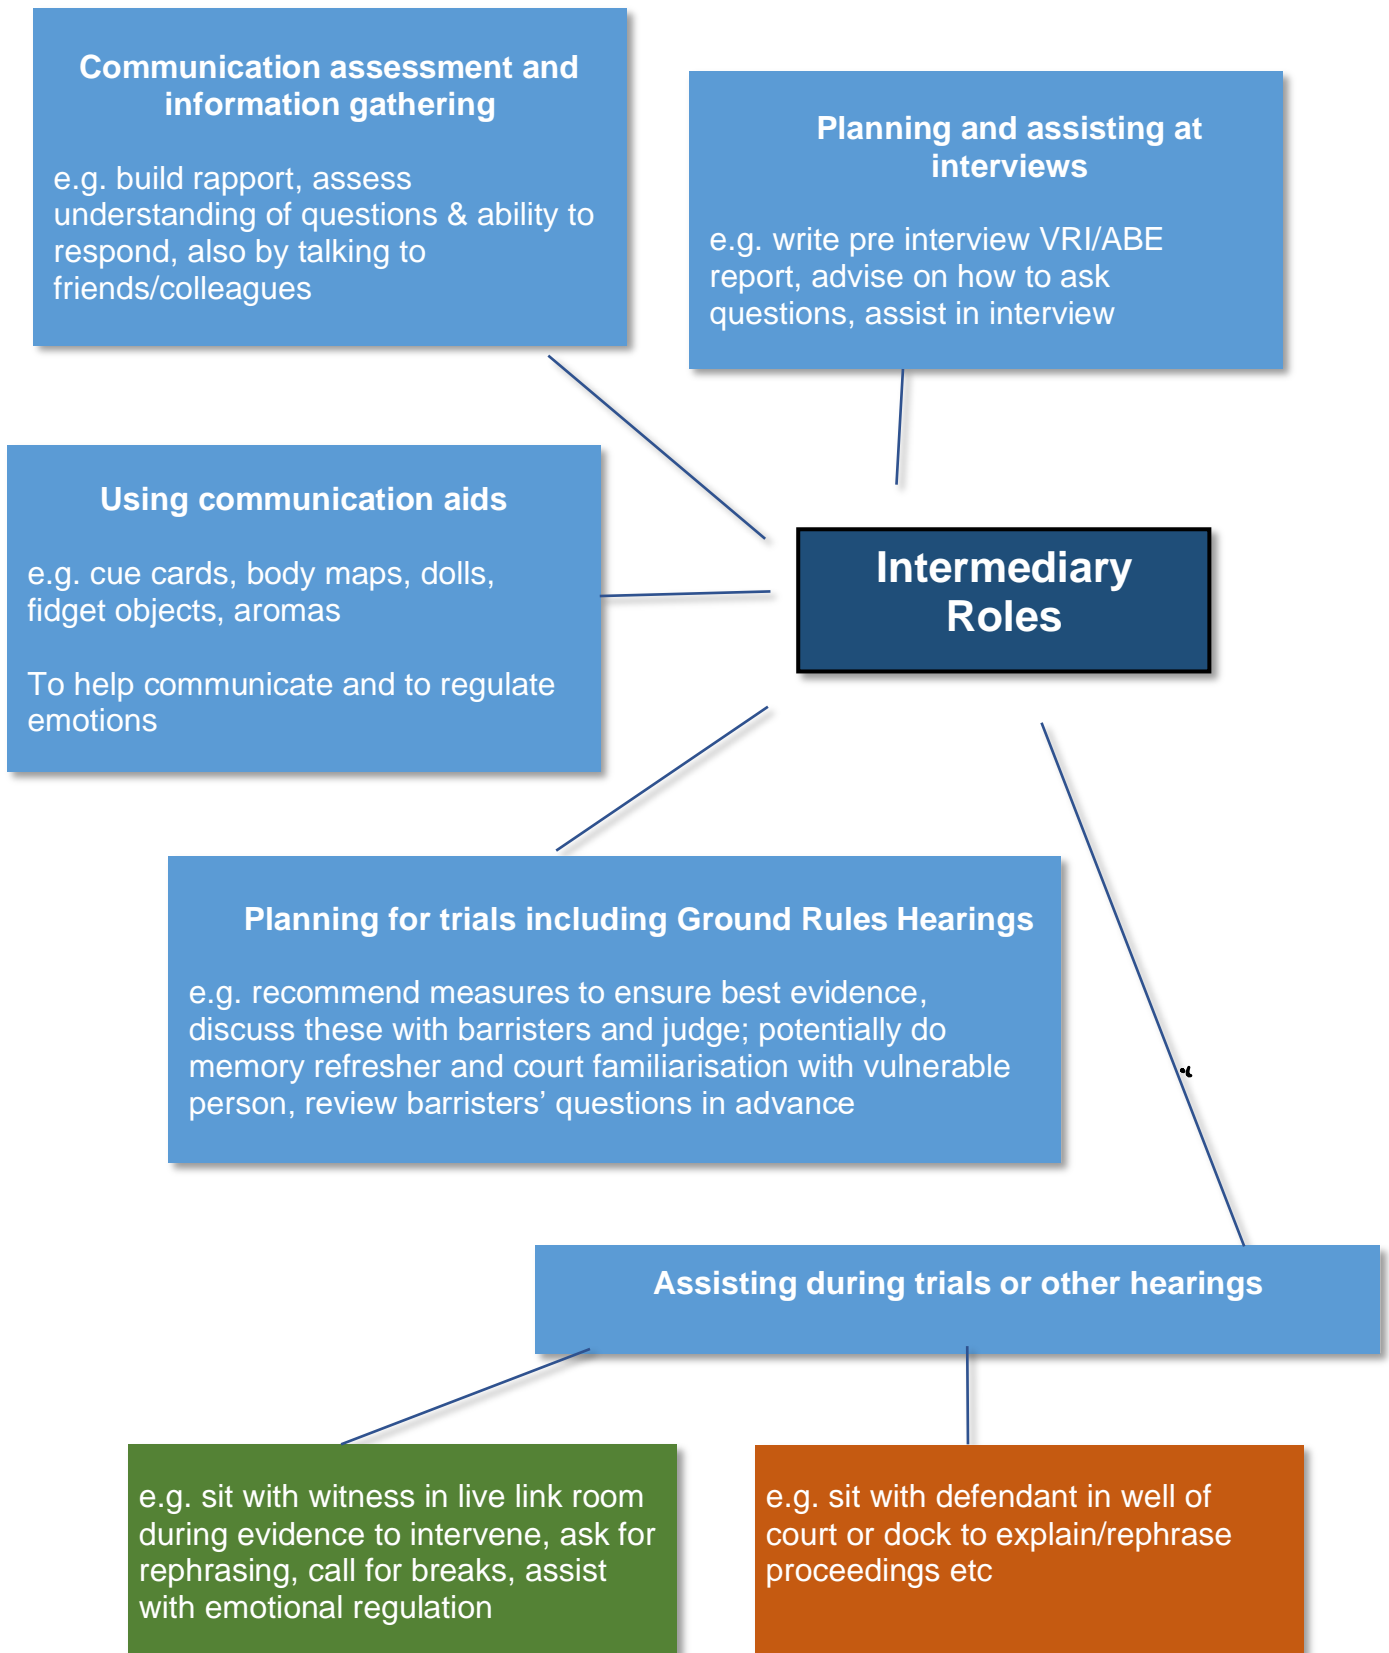 Communication assessment and
information gathering
e.g. build rapport, assess
understanding of questions & ability to
respond, also by talking to
friends/colleagues
Planning and assisting at
interviews
e.g. write pre interview VRI/ABE
report, advise on how to ask
questions, assist in interview
Using communication aids
e.g. cue cards, body maps, dolls,
fidget objects, aromas
To help communicate and to regulate
emotions
Intermediary
Roles
Planning for trials including Ground Rules Hearings
e.g. recommend measures to ensure best evidence,
discuss these with barristers and judge; potentially do
memory refresher and court familiarisation with vulnerable
person, review barristers’ questions in advance
Assisting during trials or other hearings
e.g. sit with witness in live link room
during evidence to intervene, ask for
rephrasing, call for breaks, assist
with emotional regulation
e.g. sit with defendant in well of
court or dock to explain/rephrase
proceedings etc